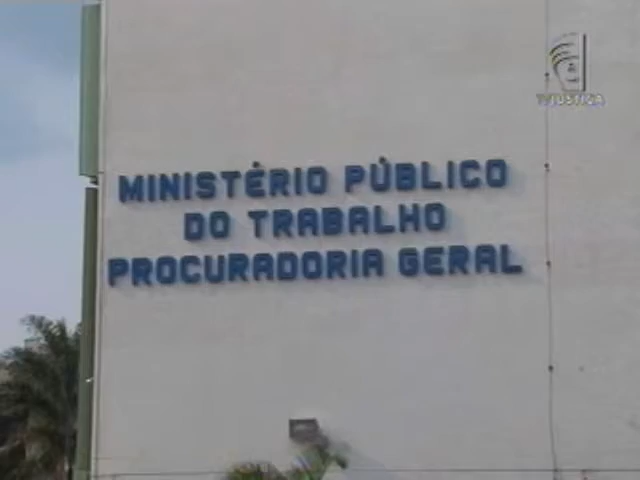 TV JUSTIÇA
MINISTÉRIO PÚBLICO
DO TRABALHO
PROCURADORIA GERAL